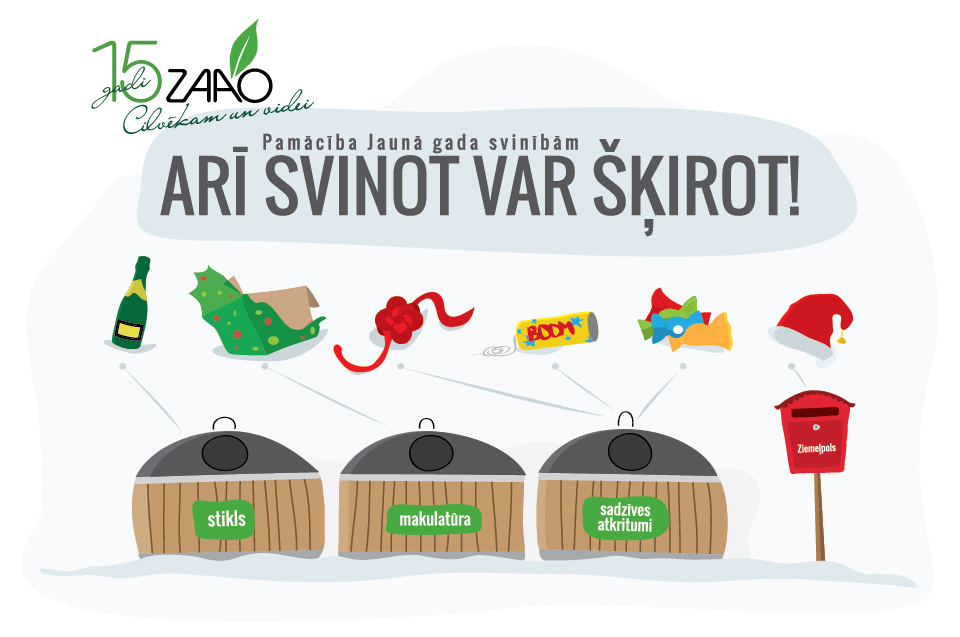 15 gadi ZAAO
Cilvēkam un videi
Pamācība Jaunā gada svinībām
ARĪ SVINOT VAR ŠĶIROT!
BOOM
Ziemeļpols
stikls
makulatūra
sadzīves
atkritumi